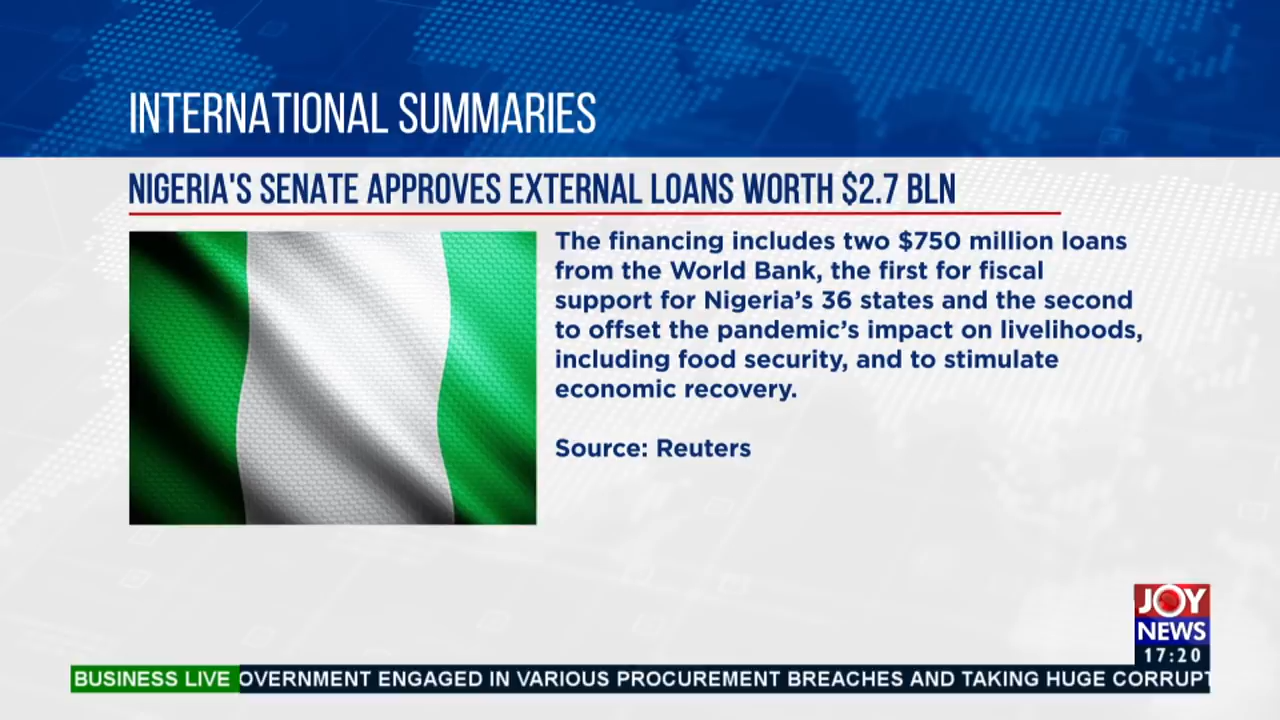 INTERNATIONAL SUMMARIES
NIGERIA'S SENATE APPROVES EXTERNAL LOANS WORTH $2.7 BLN
The financing includes two $750 million loans
from the World Bank, the first for fiscal
support for Nigeria’s 36 states and the second
to offset the pandemic’s impact on livelihoods,
including food security, and to stimulate
economic recovery.
Source: Reuters
JOY
NEWS
17:20
BUSINESS LIVE OVERNMENT ENGAGED IN VARIOUS PROCUREMENT BREACHES AND TAKING HUGE CORRUPT